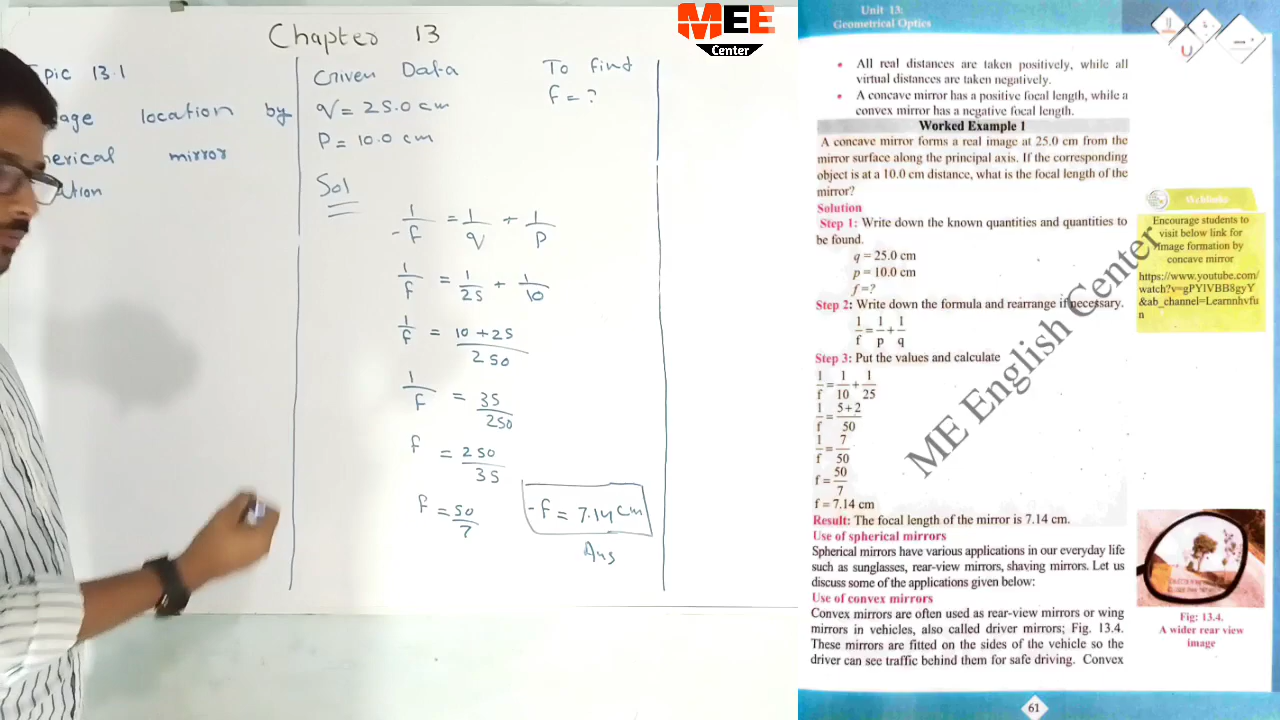 Chapter 13
MEE
Center
Topic 13.1
location by
mirror
Given Data
To find
q = 25.0 cm
f = ?
P = 10.0 cm
Sol
1/-f = 1/q + 1/p
1/f = 1/25 + 1/10
1/f = 10+25/250
1/f = 35/250
f = 250/35
f = 50/7
-f = 7.14 cm
Ans
Unit 13:
Geometrical Optics
• All real distances are taken positively, while all
virtual distances are taken negatively.
• A concave mirror has a positive focal length, while a
convex mirror has a negative focal length.
Worked Example 1
A concave mirror forms a real image at 25.0 cm from the
mirror surface along the principal axis. If the corresponding
object is at a 10.0 cm distance, what is the focal length of the
mirror?
Solution
Step 1: Write down the known quantities and quantities to
be found.
q = 25.0 cm
p = 10.0 cm
f =?
Step 2: Write down the formula and rearrange if necessary.
1/f = 1/p + 1/q
Step 3: Put the values and calculate
1/f = 1/10 + 1/25
1/f = 5+2/50
1/f = 7/50
f = 50/7
f = 7.14 cm
Result: The focal length of the mirror is 7.14 cm.
Use of spherical mirrors
Spherical mirrors have various applications in our everyday life
such as sunglasses, rear-view mirrors, shaving mirrors. Let us
discuss some of the applications given below:
Use of convex mirrors
Convex mirrors are often used as rear-view mirrors or wing
mirrors in vehicles, also called driver mirrors; Fig. 13.4.
These mirrors are fitted on the sides of the vehicle so the
driver can see traffic behind them for safe driving. Convex
ME English Center
Weblinks
Encourage students to
visit below link for
image formation by
concave mirror
https://www.youtube.com/
watch?v=gPYIVBB8gyY
&ab_channel=Learnnhvfu
n
Fig: 13.4.
A wider rear view
image
61